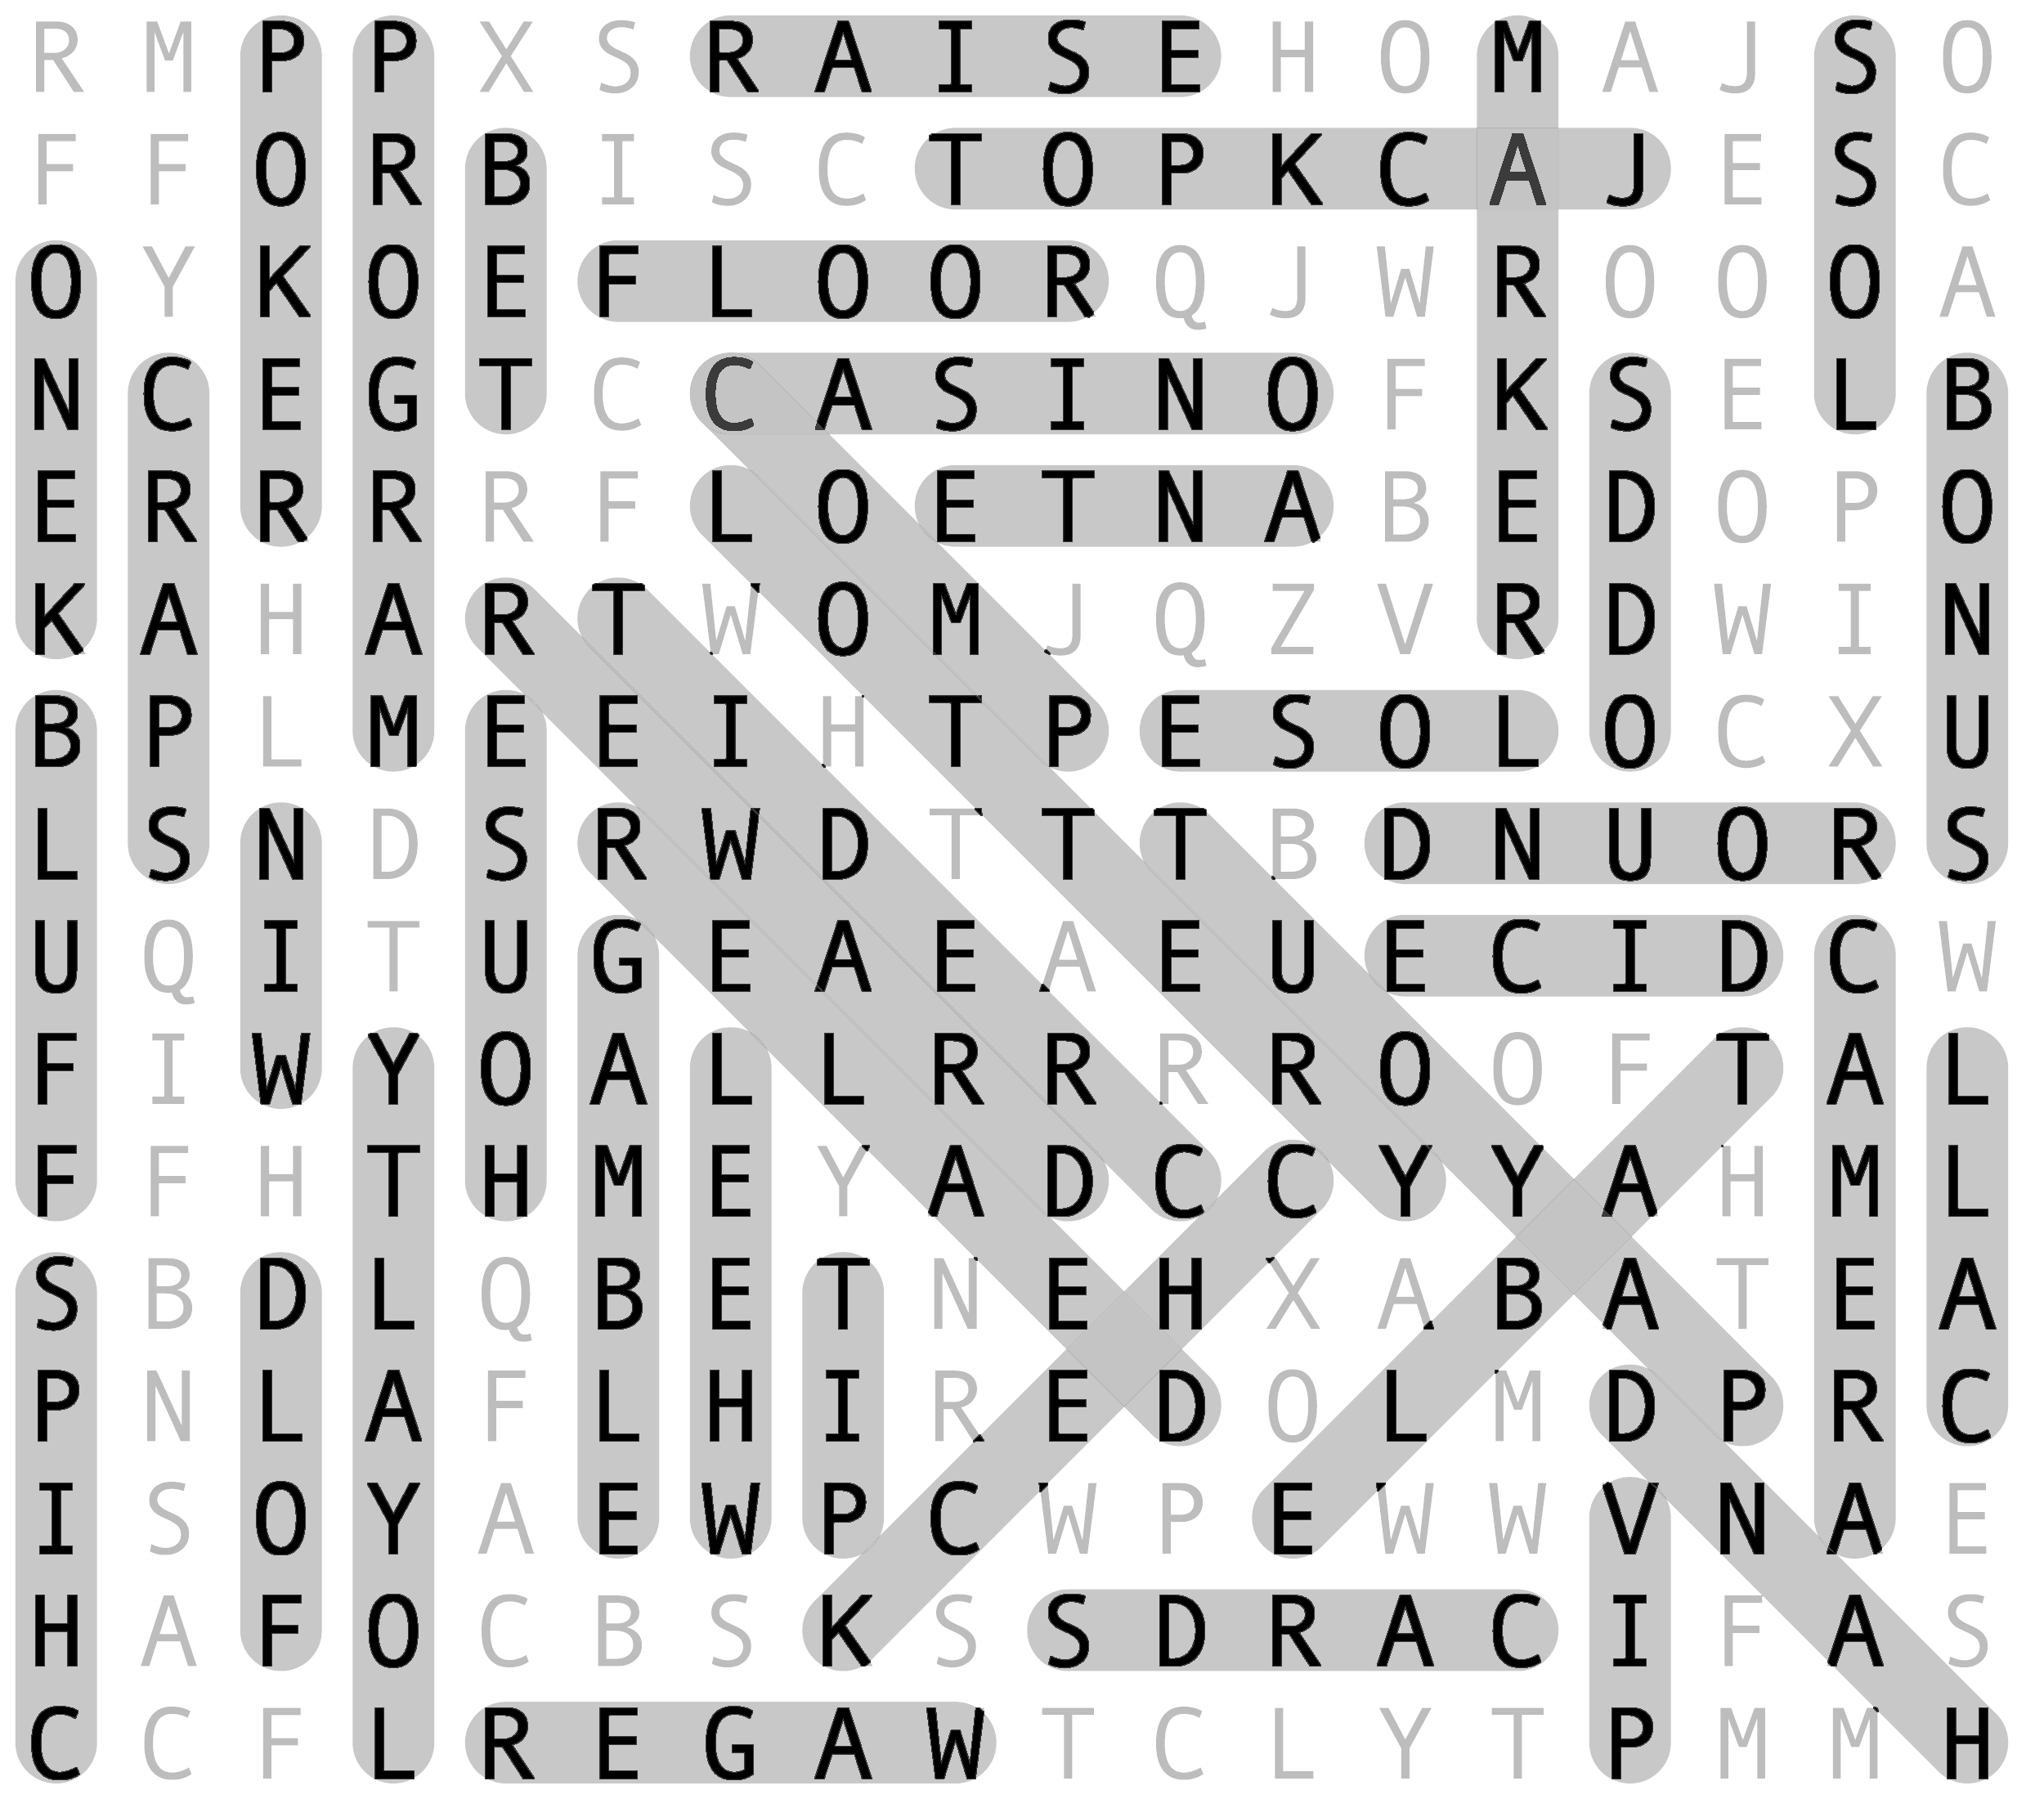 R M P P X S R A I S E H O M A J S O
F F O R B I S C T O P K C A J E S C
O Y K O E F L O O R Q J W R O O O A
N C E G T C C A S I N O F K S E L B
E R R R R F L O E T N A B E D O P O
K A H A R T W O M J Q Z V R D W I N
B P L M E E I H T P E S O L O C X U
L S N D S R W D T T T B D N U O R S
U Q I T U G E A E A E U E C I D C W
F I W Y O A L L R R R R O O F T A L
F F H T H M E Y A D C C Y Y A H M L
S B D L Q B E T N E H X A B A T E A
P N L A F L H I R E D O L M D P R C
I S O Y A E W P C W P E W W V N A E
H A F O C B S K S S D R A C I F A S
C C F L R E G A W T C L Y T P M M H